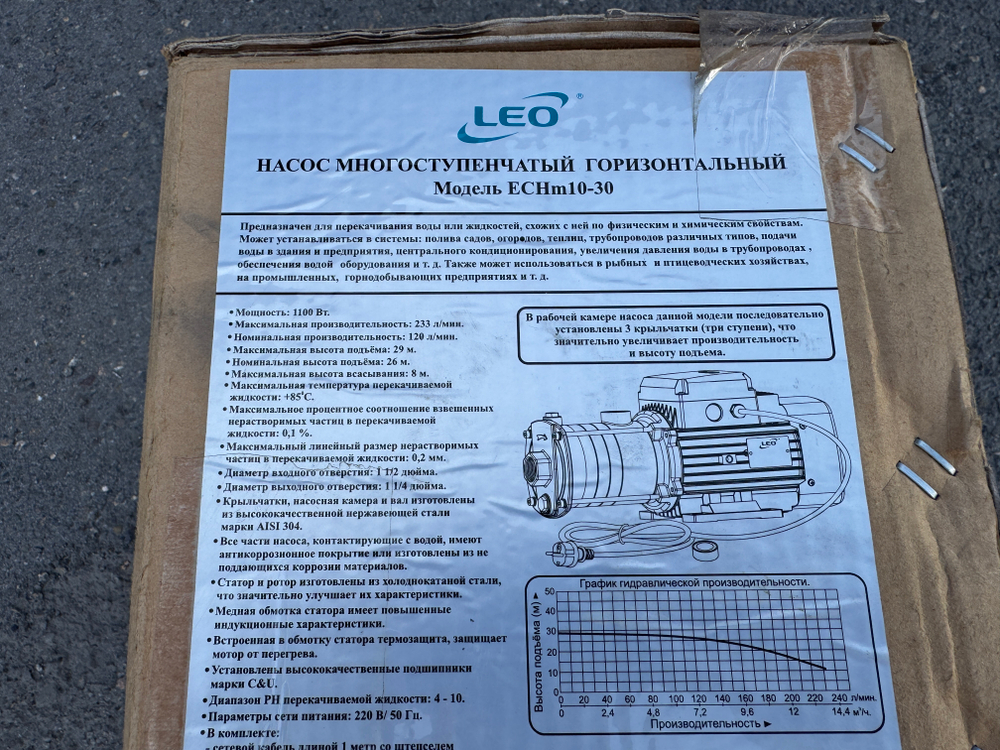 LEO ®
НАСОС МНОГОСТУПЕНЧАТЫЙ ГОРИЗОНТАЛЬНЫЙ
Модель ECHm10-30
Предназначен для перекачивания воды или жидкостей, схожих с ней по физическим и химическим свойствам.
Может устанавливаться в системы: полива садов, огородов, теплиц, трубопроводов различных типов, подачи
воды в здания и предприятия, центрального кондиционирования, увеличения давления воды в трубопроводах ,
обеспечения водой оборудования и т. д. Также может использоваться в рыбных и птицеводческих хозяйствах,
на промышленных, горнодобывающих предприятиях и т. д.
• Мощность: 1100 Вт.
• Максимальная производительность: 233 л/мин.
• Номинальная производительность: 120 л/мин.
• Максимальная высота подъёма: 29 м.
• Номинальная высота подъёма: 26 м.
• Максимальная высота всасывания: 8 м.
• Максимальная температура перекачиваемой
жидкости: +85°С.
• Максимальное процентное соотношение взвешенных
нерастворимых частиц в перекачиваемой
жидкости: 0,1 %.
• Максимальный линейный размер нерастворимых
частиц в перекачиваемой жидкости: 0,2 мм.
• Диаметр входного отверстия: 1 1/2 дюйма.
• Диаметр выходного отверстия: 1 1/4 дюйма.
• Крыльчатки, насосная камера и вал изготовлены
из высококачественной нержавеющей стали
марки AISI 304.
• Все части насоса, контактирующие с водой, имеют
антикоррозионное покрытие или изготовлены из не
поддающихся коррозии материалов.
• Статор и ротор изготовлены из холоднокатаной стали,
что значительно улучшает их характеристики.
• Медная обмотка статора имеет повышенные
индукционные характеристики.
• Встроенная в обмотку статора термозащита, защищает
мотор от перегрева.
• Установлены высококачественные подшипники
марки C&U.
• Диапазон РН перекачиваемой жидкости: 4 - 10.
• Параметры сети питания: 220 В/ 50 Гц.
• В комплекте:
- сетевой кабель длиной 1 метр со штепселем
В рабочей камере насоса данной модели последовательно
установлены 3 крыльчатки (три ступени), что
значительно увеличивает производительность
и высоту подъема.
LEO
График гидравлической производительности.
Высота подъёма (м) ►
50
40
30
20
10
0
0 20 40 60 80 100 120 140 160 180 200 220 240 л/мин.
0 2,4 4,8 7,2 9,6 12 14,4 м³/ч.
Производительность ►